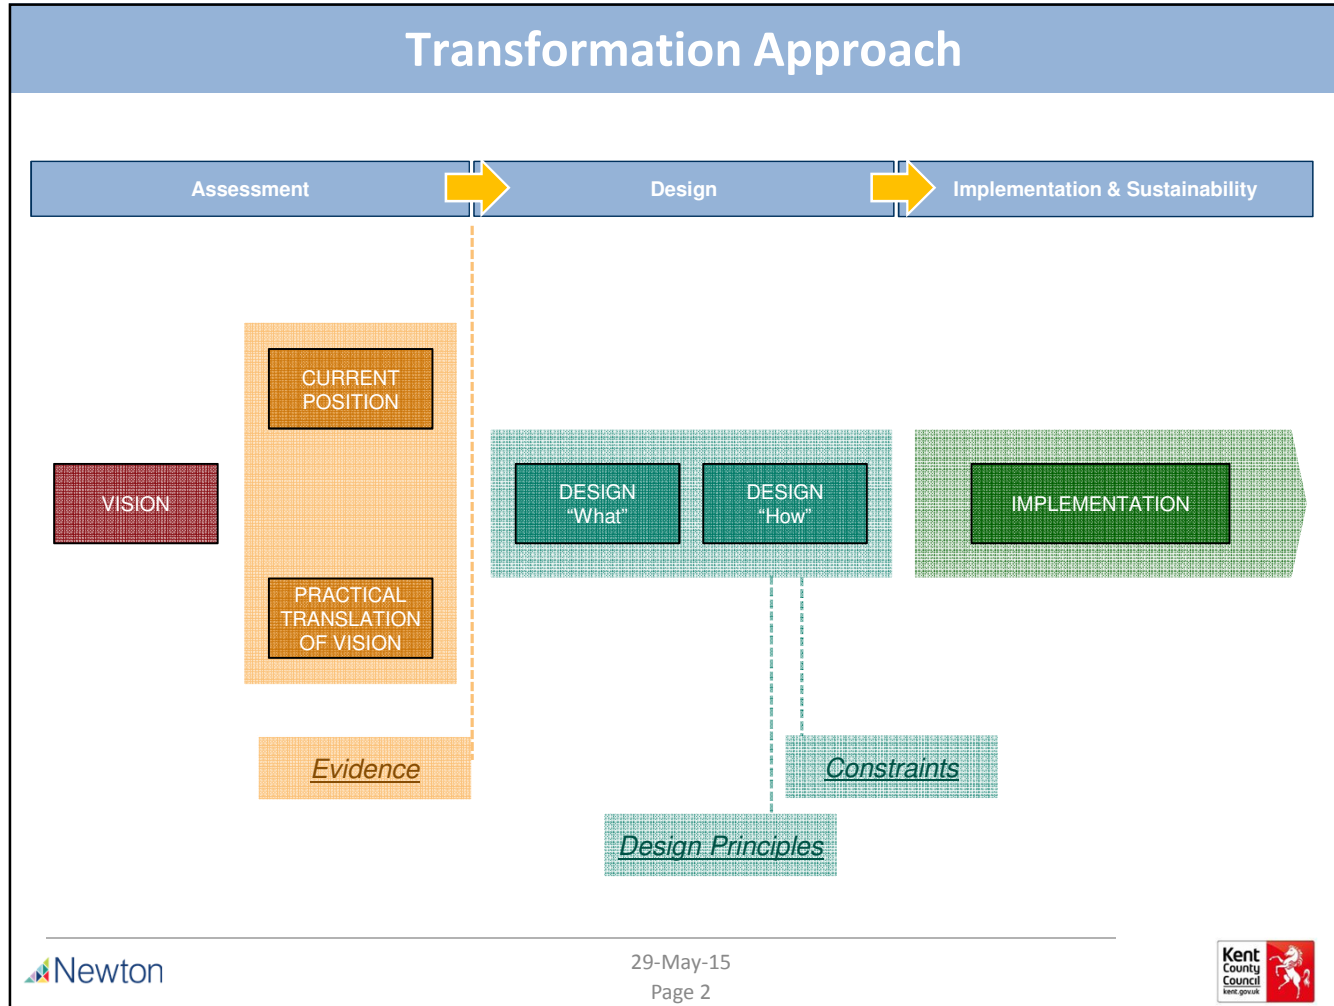 Transformation Approach
Assessment
Design
Implementation & Sustainability
CURRENT
POSITION
VISION
DESIGN
“What”
DESIGN
“How”
IMPLEMENTATION
PRACTICAL
TRANSLATION
OF VISION
Evidence
Constraints
Design Principles
Newton
29-May-15
Page 2
Kent
County
Council
kent.gov.uk